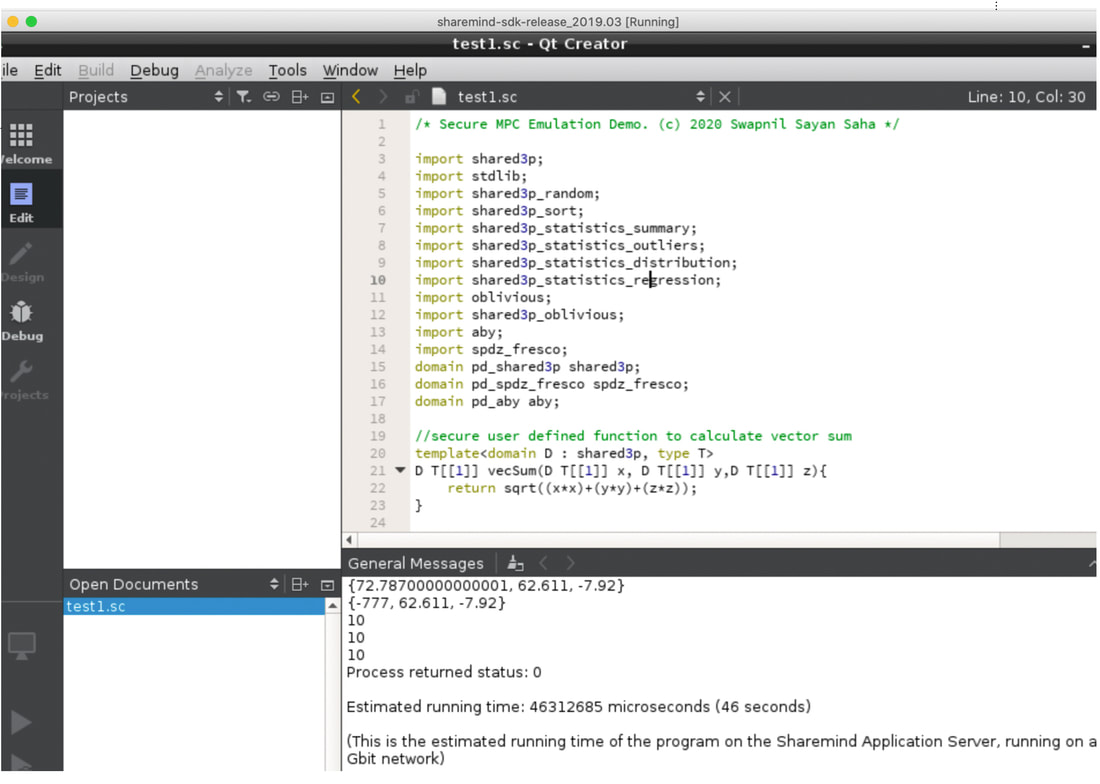 sharemind-sdk-release_2019.03 [Running]
test1.sc - Qt Creator
ile Edit Build Debug Analyze Tools Window Help
Projects
test1.sc
Line: 10, Col: 30
Welcome
Edit
Design
Debug
Projects
1 /* Secure MPC Emulation Demo. (c) 2020 Swapnil Sayan Saha */
2
3 import shared3p;
4 import stdlib;
5 import shared3p_random;
6 import shared3p_sort;
7 import shared3p_statistics_summary;
8 import shared3p_statistics_outliers;
9 import shared3p_statistics_distribution;
10 import shared3p_statistics_regression;
11 import oblivious;
12 import shared3p_oblivious;
13 import aby;
14 import spdz_fresco;
15 domain pd_shared3p shared3p;
16 domain pd_spdz_fresco spdz_fresco;
17 domain pd_aby aby;
18
19 //secure user defined function to calculate vector sum
20 template<domain D : shared3p, type T>
21 D T[[1]] vecSum(D T[[1]] x, D T[[1]] y,D T[[1]] z){
22 return sqrt((x*x)+(y*y)+(z*z));
23 }
24
Open Documents
test1.sc
General Messages
{72.78700000000001, 62.611, -7.92}
{-777, 62.611, -7.92}
10
10
10
Process returned status: 0
Estimated running time: 46312685 microseconds (46 seconds)
(This is the estimated running time of the program on the Sharemind Application Server, running on a
Gbit network)